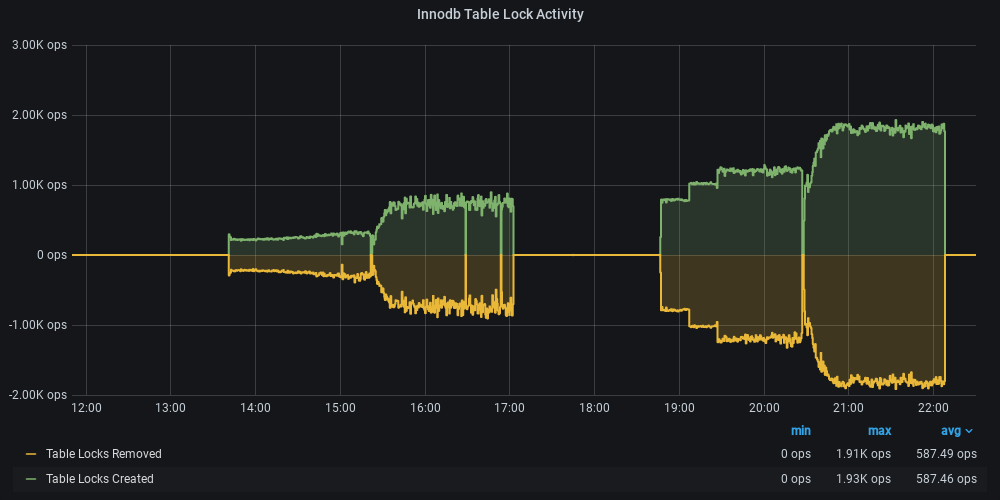 Innodb Table Lock Activity
3.00K ops
2.00K ops
1.00K ops
0 ops
-1.00K ops
-2.00K ops
12:00 13:00 14:00 15:00 16:00 17:00 18:00 19:00 20:00 21:00 22:00
min max avg
Table Locks Removed 0 ops 1.91K ops 587.49 ops
Table Locks Created 0 ops 1.93K ops 587.46 ops